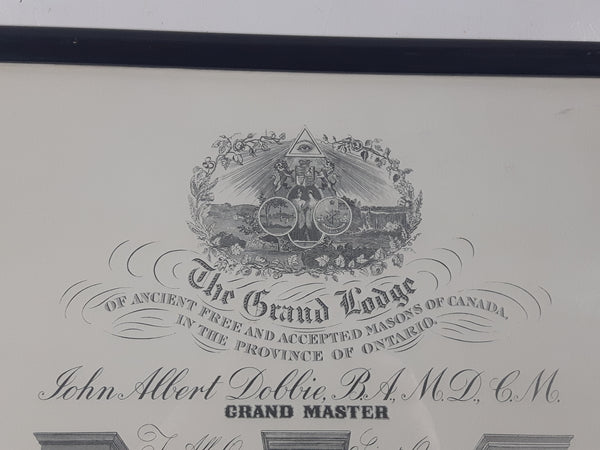 The Grand Lodge
OF ANCIENT FREE AND ACCEPTED MASONS OF CANADA,
IN THE PROVINCE OF ONTARIO.
John Albert Dobbie, B.A., M.D., C.M.
GRAND MASTER